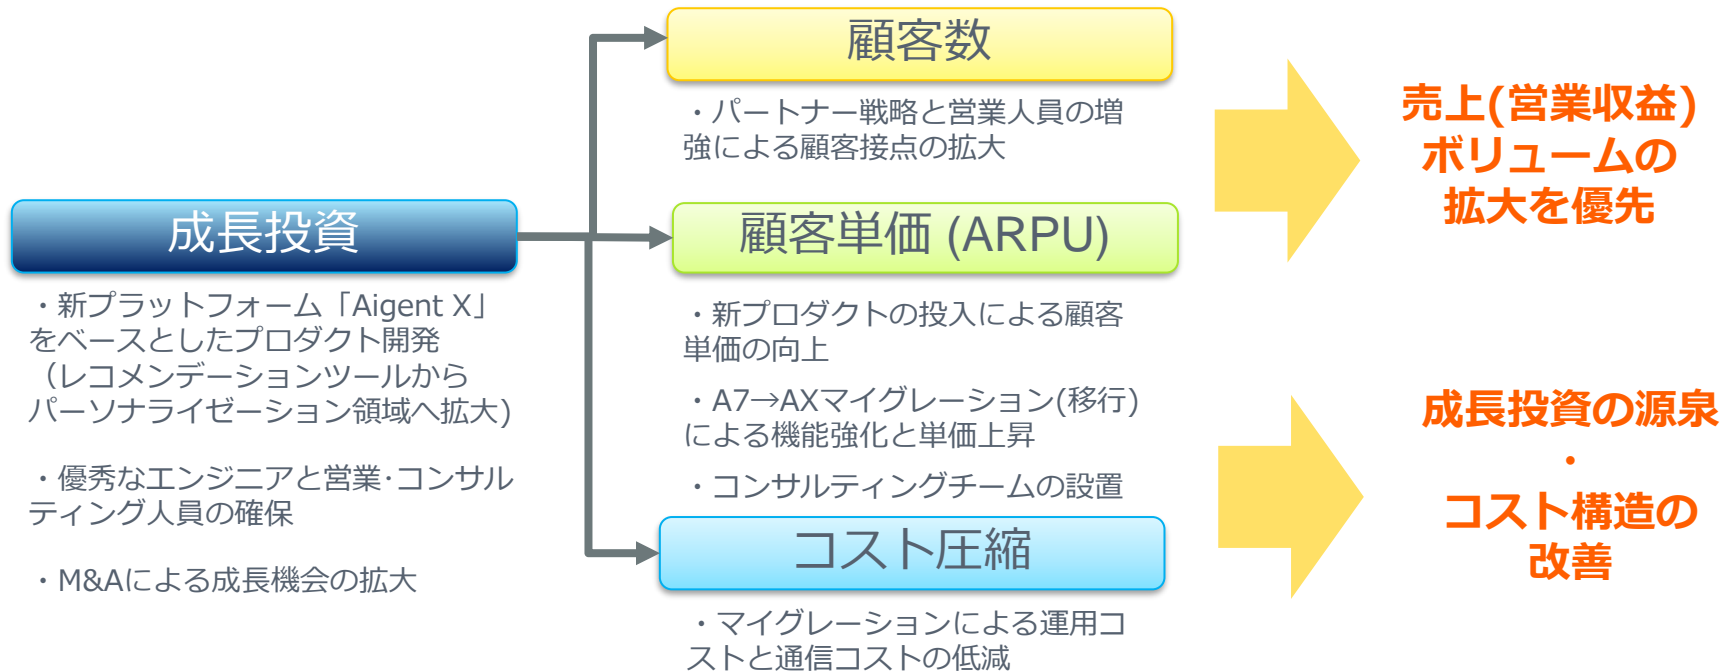 成長投資
・新プラットフォーム「Aigent X」
をベースとしたプロダクト開発
（レコメンデーションツールから
パーソナライゼーション領域へ拡大)
・優秀なエンジニアと営業･コンサル
ティング人員の確保
・M&Aによる成長機会の拡大
顧客数
・パートナー戦略と営業人員の増
強による顧客接点の拡大
顧客単価 (ARPU)
・新プロダクトの投入による顧客
単価の向上
・A7→AXマイグレーション(移行)
による機能強化と単価上昇
・コンサルティングチームの設置
コスト圧縮
・マイグレーションによる運用コ
ストと通信コストの低減
売上(営業収益)
ボリュームの
拡大を優先
成長投資の源泉
・
コスト構造の
改善